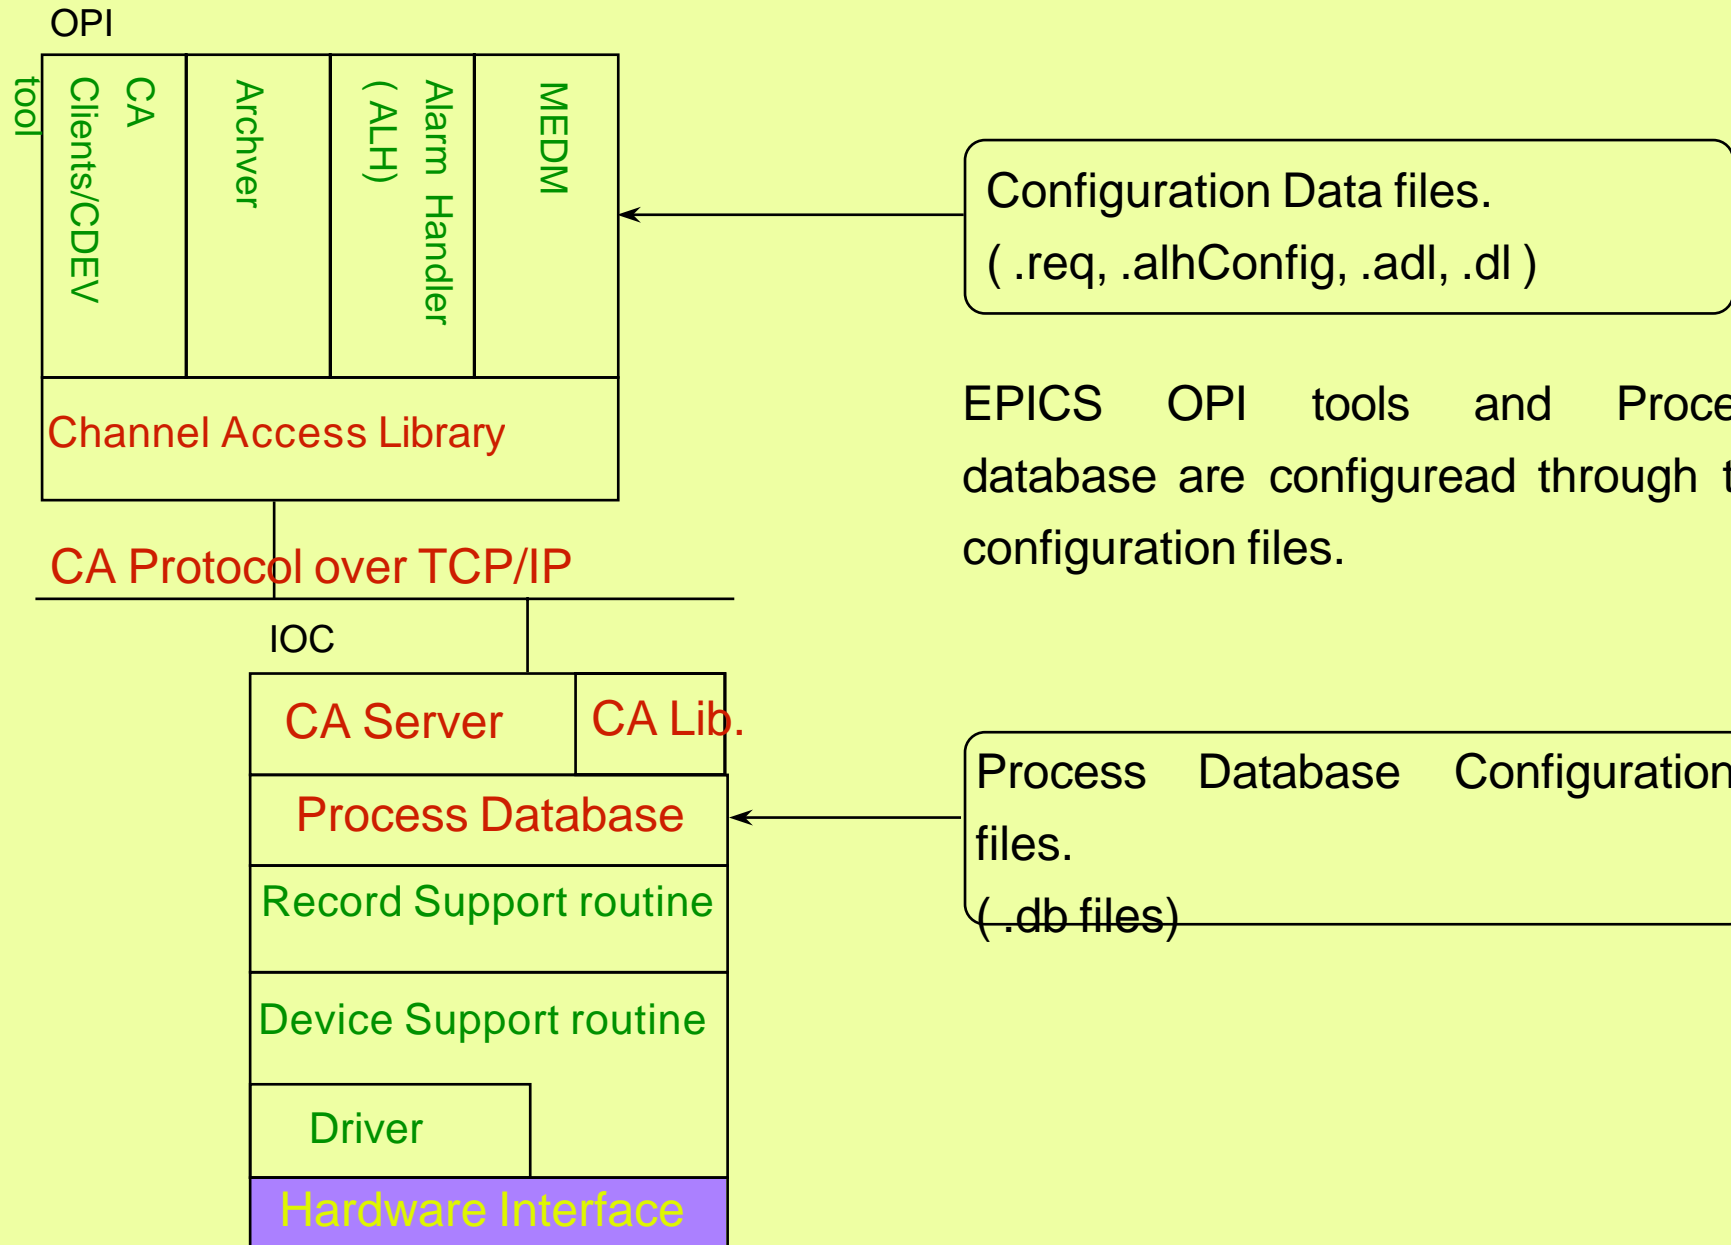 OPI
CA
Clients/CDEV
tool
Archver
Alarm Handler
( ALH)
MEDM
Channel Access Library
CA Protocol over TCP/IP
IOC
CA Server
CA Lib.
Process Database
Record Support routine
Device Support routine
Driver
Hardware Interface
Configuration Data files.
( .req, .alhConfig, .adl, .dl )
EPICS OPI tools and
database are configuread through
configuration files.
Process Database Configuration
files.
( .db files)